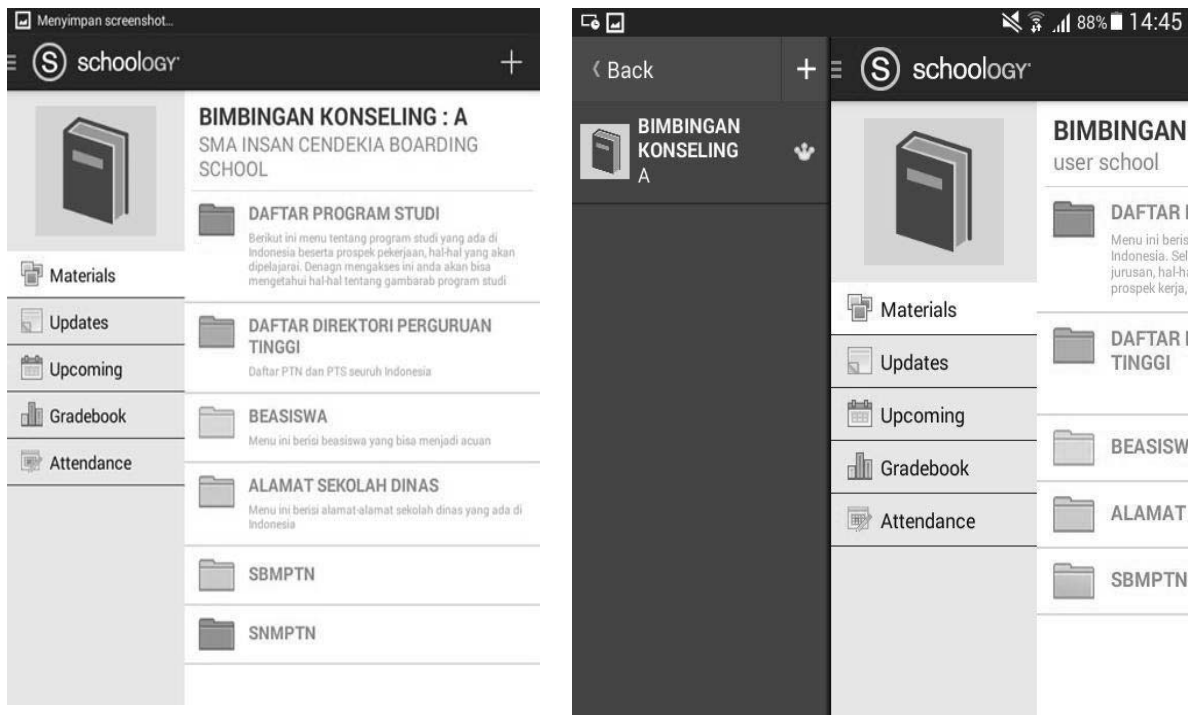 Menyimpan screenshot...
S schoology
BIMBINGAN KONSELING : A
SMA INSAN CENDEKIA BOARDING
SCHOOL
DAFTAR PROGRAM STUDI
Berikut ini menu tentang program studi yang ada di
Indonesia beserta prospek pekerjaan, hal-hal yang akan
dipelajarai. Denagn mengakses ini anda akan bisa
mengetahui hal-hal tentang gambarab program studi
Materials
Updates
Upcoming
Gradebook
Attendance
DAFTAR DIREKTORI PERGURUAN
TINGGI
Daftar PTN dan PTS seuruh Indonesia
BEASISWA
Menu ini berisi beasiswa yang bisa menjadi acuan
ALAMAT SEKOLAH DINAS
Menu ini berisi alamat-alamat sekolah dinas yang ada di
Indonesia
SBMPTN
SNMPTN
88% 14:45
Back
BIMBINGAN
KONSELING
A
S schoology
BIMBINGAN
user school
DAFTAR
Menu ini beris
Indonesia. Sel
jurusan, hal-ha
prospek kerja,
Materials
Updates
Upcoming
Gradebook
Attendance
DAFTAR
TINGGI
BEASISW
ALAMAT
SBMPTN